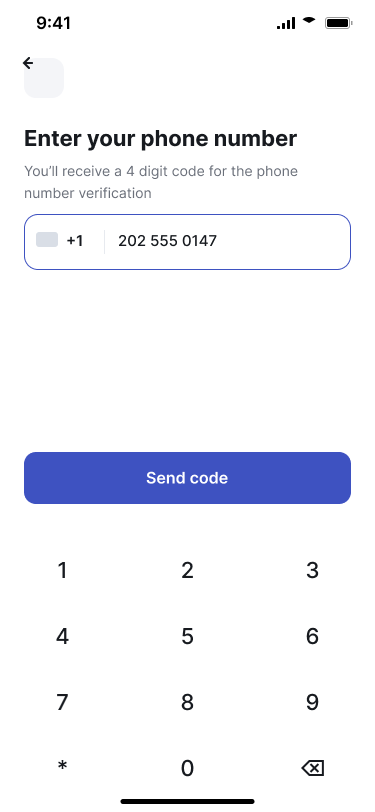 9:41
Enter your phone number
You’ll receive a 4 digit code for the phone
number verification
+1 202 555 0147
Send code
1 2 3
4 5 6
7 8 9
* 0